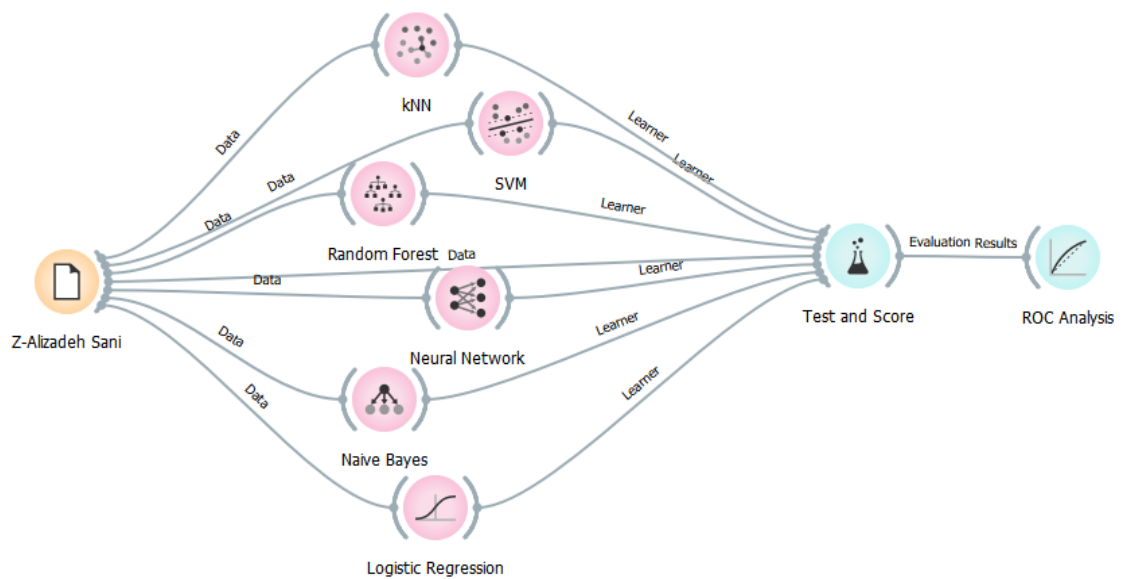 kNN
Data
Learner
Learner
SVM
Data
Data
Learner
Random Forest
Data
Evaluation Results
Data
Learner
Z-Alizadeh Sani
Test and Score
ROC Analysis
Neural Network
Data
Learner
Naive Bayes
Data
Learner
Logistic Regression